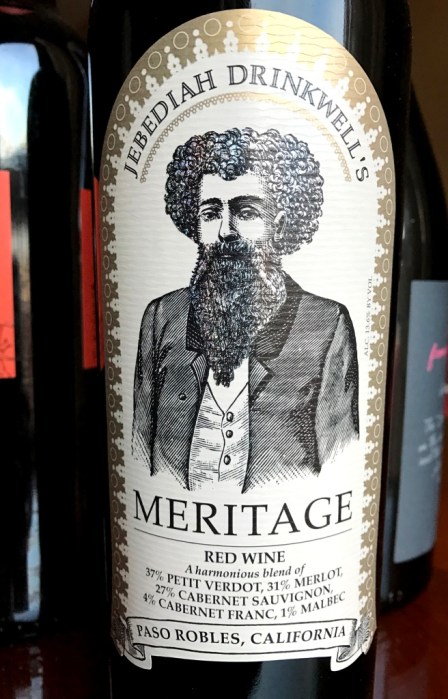 JEBEDIAH DRINKWELL'S
MERITAGE
RED WINE
A harmonious blend of
37% PETIT VERDOT, 31% MERLOT,
27% CABERNET SAUVIGNON,
4% CABERNET FRANC, 1% MALBEC
PASO ROBLES, CALIFORNIA